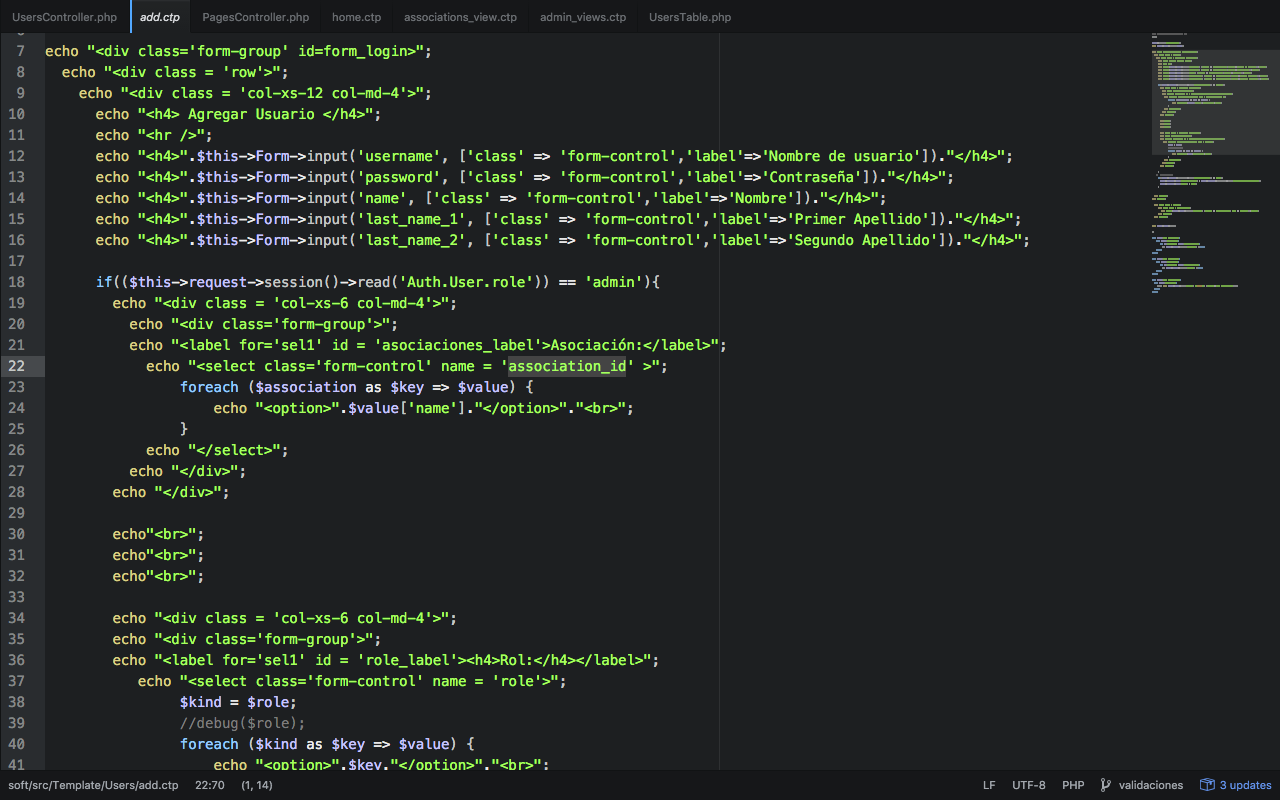 UsersController.php add.ctp PagesController.php home.ctp associations_view.ctp admin_views.ctp UsersTable.php
7 echo "<div class='form-group' id=form_login>";
8 echo "<div class = 'row'>";
9 echo "<div class = 'col-xs-12 col-md-4'>";
10 echo "<h4> Agregar Usuario </h4>";
11 echo "<hr />";
12 echo "<h4>".$this->Form->input('username', ['class' => 'form-control','label'=>'Nombre de usuario'])."</h4>";
13 echo "<h4>".$this->Form->input('password', ['class' => 'form-control','label'=>'Contraseña'])."</h4>";
14 echo "<h4>".$this->Form->input('name', ['class' => 'form-control','label'=>'Nombre'])."</h4>";
15 echo "<h4>".$this->Form->input('last_name_1', ['class' => 'form-control','label'=>'Primer Apellido'])."</h4>";
16 echo "<h4>".$this->Form->input('last_name_2', ['class' => 'form-control','label'=>'Segundo Apellido'])."</h4>";
17
18 if(($this->request->session()->read('Auth.User.role')) == 'admin'){
19 echo "<div class = 'col-xs-6 col-md-4'>";
20 echo "<div class='form-group'>";
21 echo "<label for='sel1' id = 'asociaciones_label'>Asociación:</label>";
22 echo "<select class='form-control' name = 'association_id' >";
23 foreach ($association as $key => $value) {
24 echo "<option>".$value['name']."</option>"."<br>";
25 }
26 echo "</select>";
27 echo "</div>";
28 echo "</div>";
29
30 echo"<br>";
31 echo"<br>";
32 echo"<br>";
33
34 echo "<div class = 'col-xs-6 col-md-4'>";
35 echo "<div class='form-group'>";
36 echo "<label for='sel1' id = 'role_label'><h4>Rol:</h4></label>";
37 echo "<select class='form-control' name = 'role'>";
38 $kind = $role;
39 //debug($role);
40 foreach ($kind as $key => $value) {
41 echo "<option>".$key."</option>"."<br>";
soft/src/Template/Users/add.ctp 22:70 (1, 14) LF UTF-8 PHP validaciones 3 updates